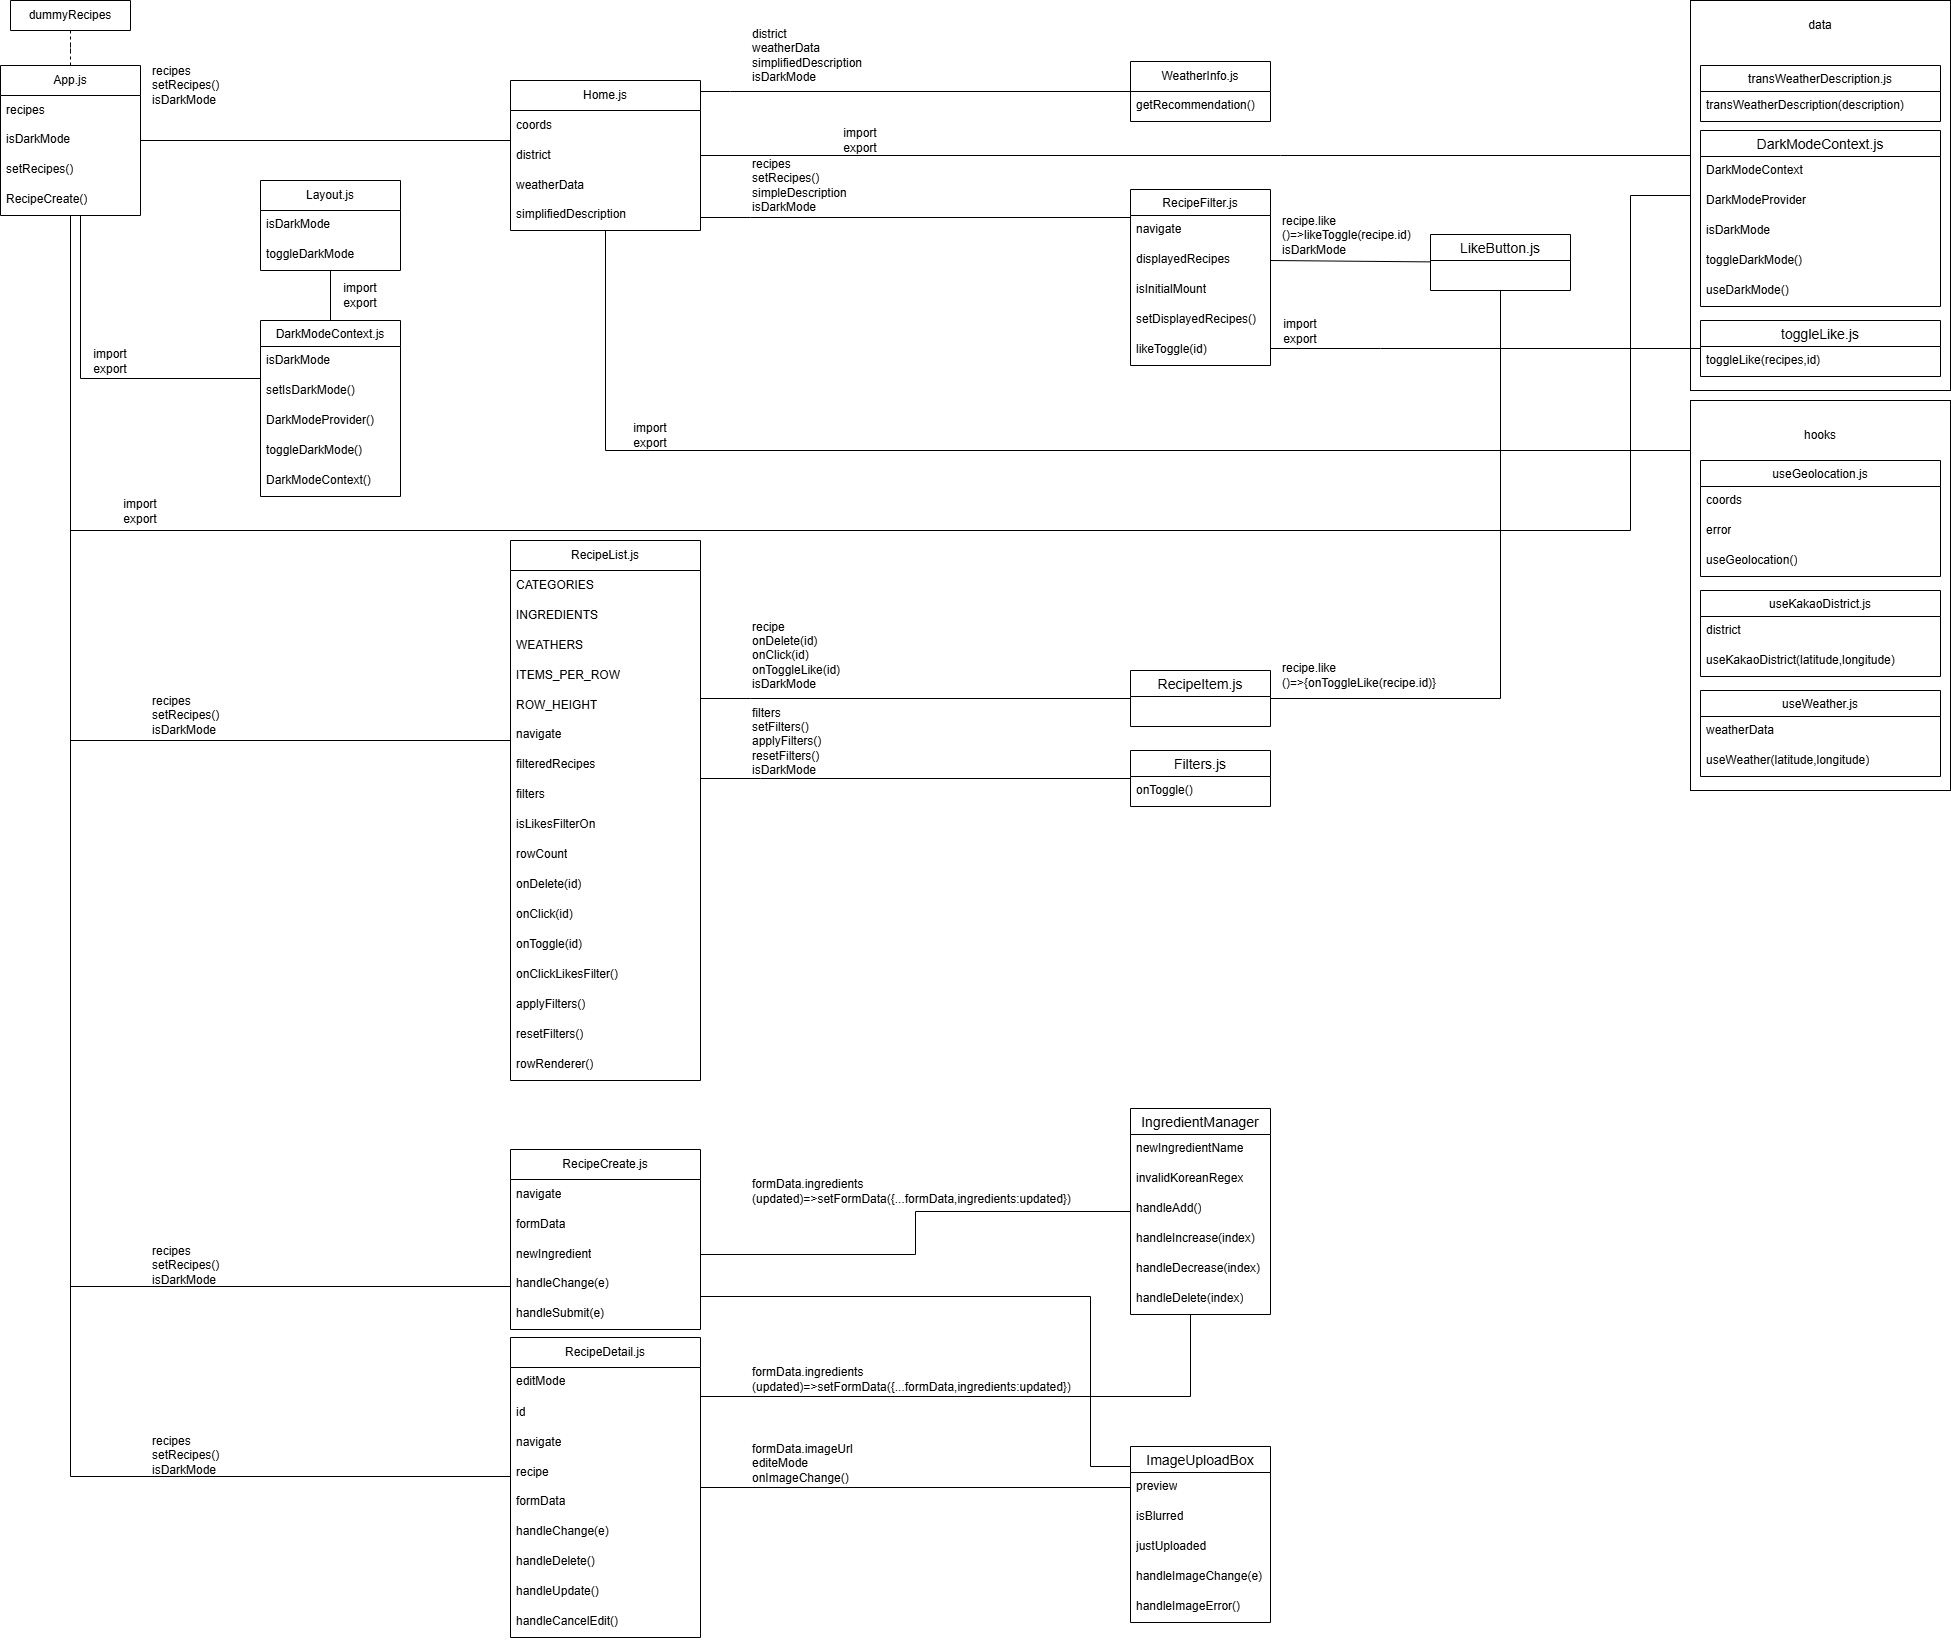 dummyRecipes
App.js
recipes
isDarkMode
setRecipes()
RecipeCreate()
recipes
setRecipes()
isDarkMode
Layout.js
isDarkMode
toggleDarkMode
import
export
DarkModeContext.js
isDarkMode
setIsDarkMode()
DarkModeProvider()
toggleDarkMode()
DarkModeContext()
import
export
import
export
Home.js
coords
district
weatherData
simplifiedDescription
district
weatherData
simplifiedDescription
isDarkMode
WeatherInfo.js
getRecommendation()
import
export
recipes
setRecipes()
simpleDescription
isDarkMode
RecipeFilter.js
navigate
displayedRecipes
isInitialMount
setDisplayedRecipes()
likeToggle(id)
recipe.like
()=>likeToggle(recipe.id)
isDarkMode
LikeButton.js
import
export
import
export
data
transWeatherDescription.js
transWeatherDescription(description)
DarkModeContext.js
DarkModeContext
DarkModeProvider
isDarkMode
toggleDarkMode()
useDarkMode()
toggleLike.js
toggleLike(recipes,id)
hooks
useGeolocation.js
coords
error
useGeolocation()
useKakaoDistrict.js
district
useKakaoDistrict(latitude,longitude)
useWeather.js
weatherData
useWeather(latitude,longitude)
recipes
setRecipes()
isDarkMode
RecipeList.js
CATEGORIES
INGREDIENTS
WEATHERS
ITEMS_PER_ROW
ROW_HEIGHT
navigate
filteredRecipes
filters
isLikesFilterOn
rowCount
onDelete(id)
onClick(id)
onToggle(id)
onClickLikesFilter()
applyFilters()
resetFilters()
rowRenderer()
recipe
onDelete(id)
onClick(id)
onToggleLike(id)
isDarkMode
RecipeItem.js
recipe.like
()=>{onToggleLike(recipe.id)}
filters
setFilters()
applyFilters()
resetFilters()
isDarkMode
Filters.js
onToggle()
recipes
setRecipes()
isDarkMode
RecipeCreate.js
navigate
formData
newIngredient
handleChange(e)
handleSubmit(e)
formData.ingredients
(updated)=>setFormData({...formData,ingredients:updated})
IngredientManager
newIngredientName
invalidKoreanRegex
handleAdd()
handleIncrease(index)
handleDecrease(index)
handleDelete(index)
recipes
setRecipes()
isDarkMode
RecipeDetail.js
editMode
id
navigate
recipe
formData
handleChange(e)
handleDelete()
handleUpdate()
handleCancelEdit()
formData.ingredients
(updated)=>setFormData({...formData,ingredients:updated})
formData.imageUrl
editeMode
onImageChange()
ImageUploadBox
preview
isBlurred
justUploaded
handleImageChange(e)
handleImageError()